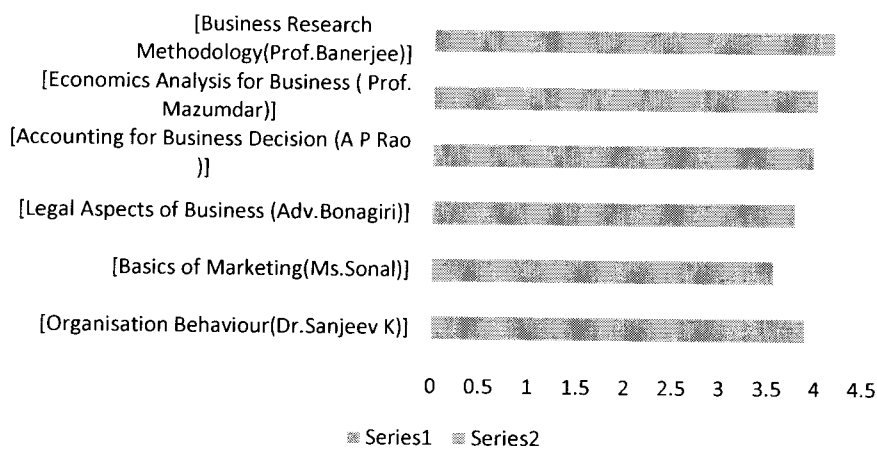 [Business Research
Methodology(Prof.Banerjee)]
[Economics Analysis for Business ( Prof.
Mazumdar)]
[Accounting for Business Decision (A P Rao
)]
[Legal Aspects of Business (Adv.Bonagiri)]
[Basics of Marketing(Ms.Sonal)]
[Organisation Behaviour(Dr.Sanjeev K)]
0 0.5 1 1.5 2 2.5 3 3.5 4 4.5
Series1 Series2